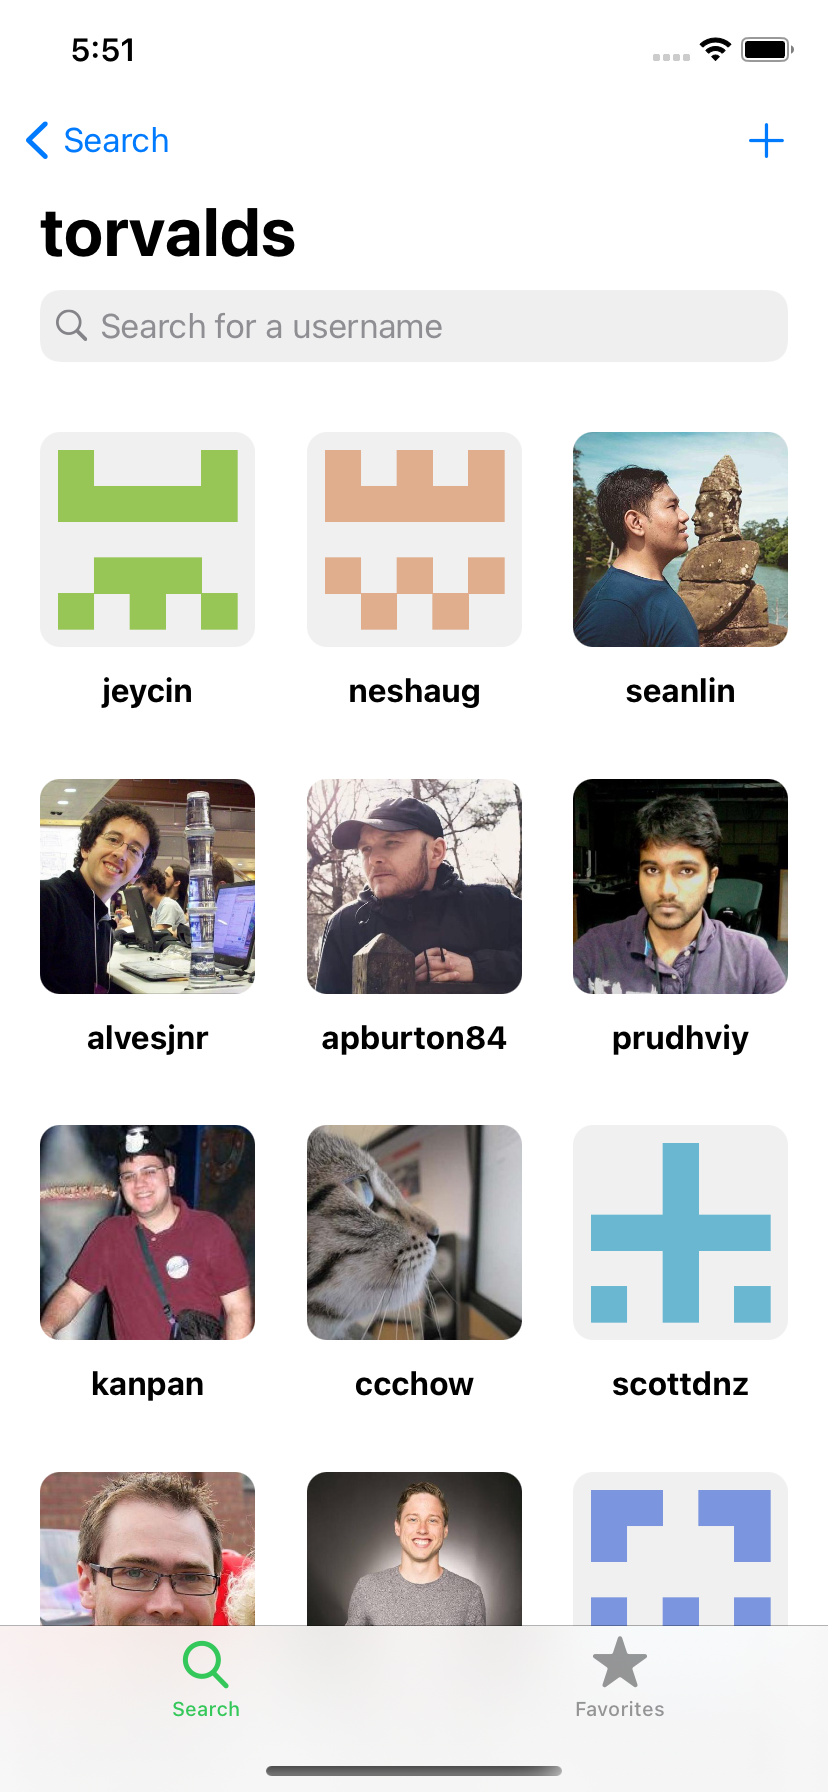 5:51
Search
torvalds
Search for a username
jeycin
neshaug
seanlin
alvesjnr
apburton84
prudhviy
kanpan
ccchow
scottdnz
Search
Favorites